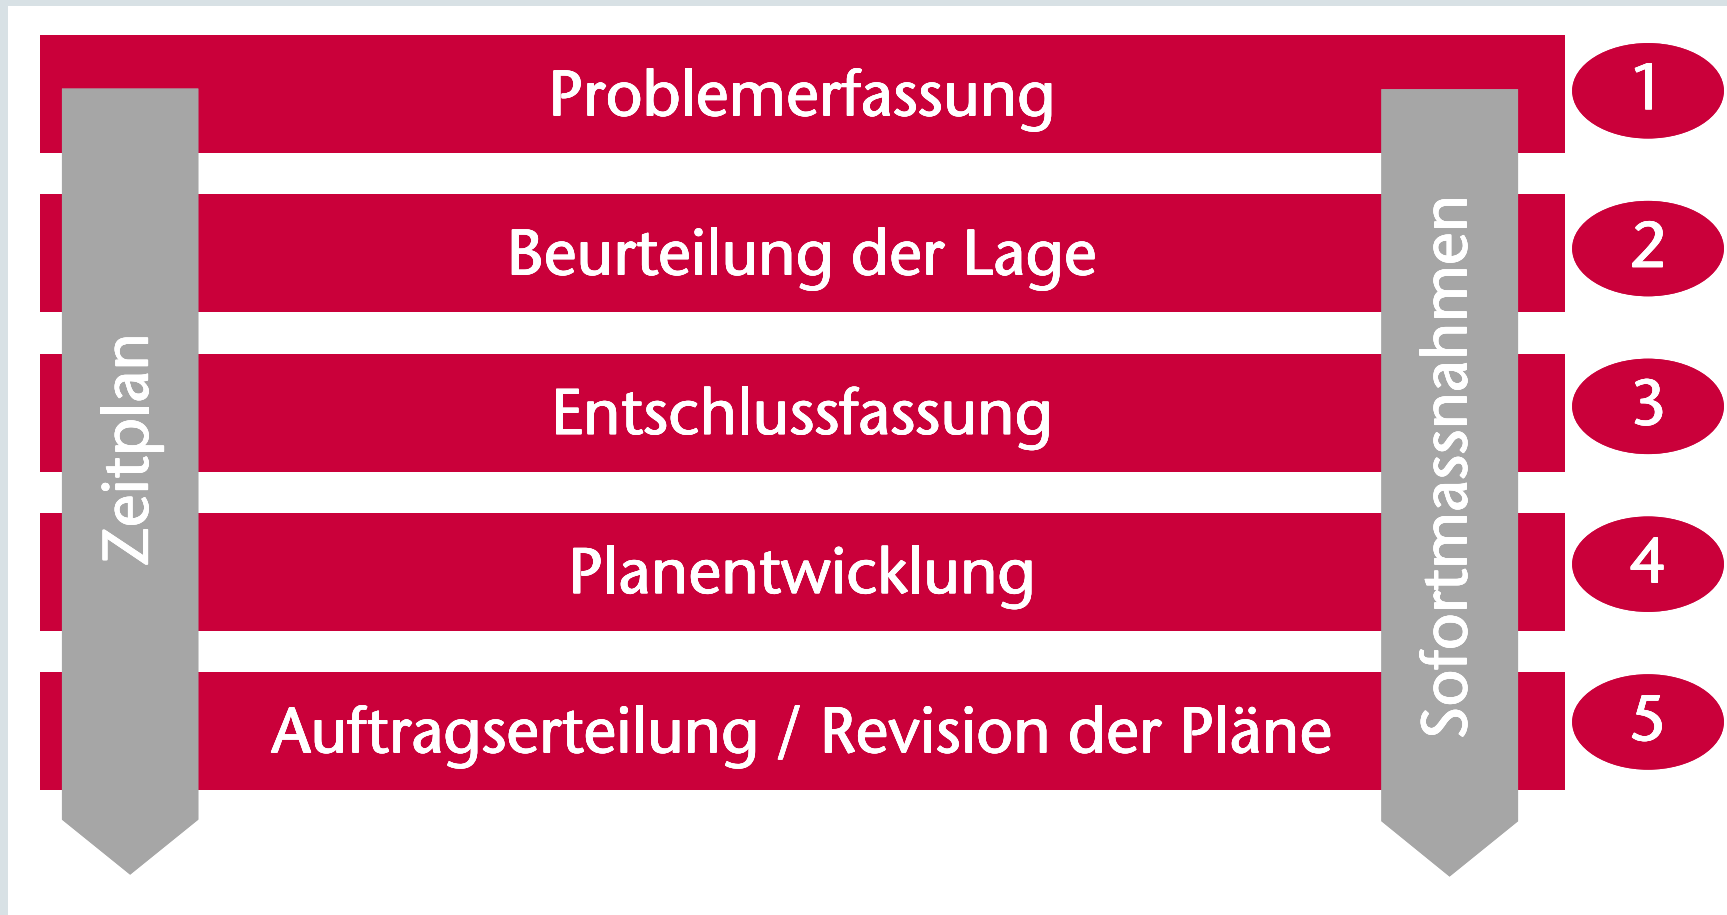 Problemerfassung
1
Beurteilung der Lage
2
Entschlussfassung
3
Planentwicklung
4
Auftragserteilung / Revision der Pläne
5
Zeitplan
Sofortmassnahmen